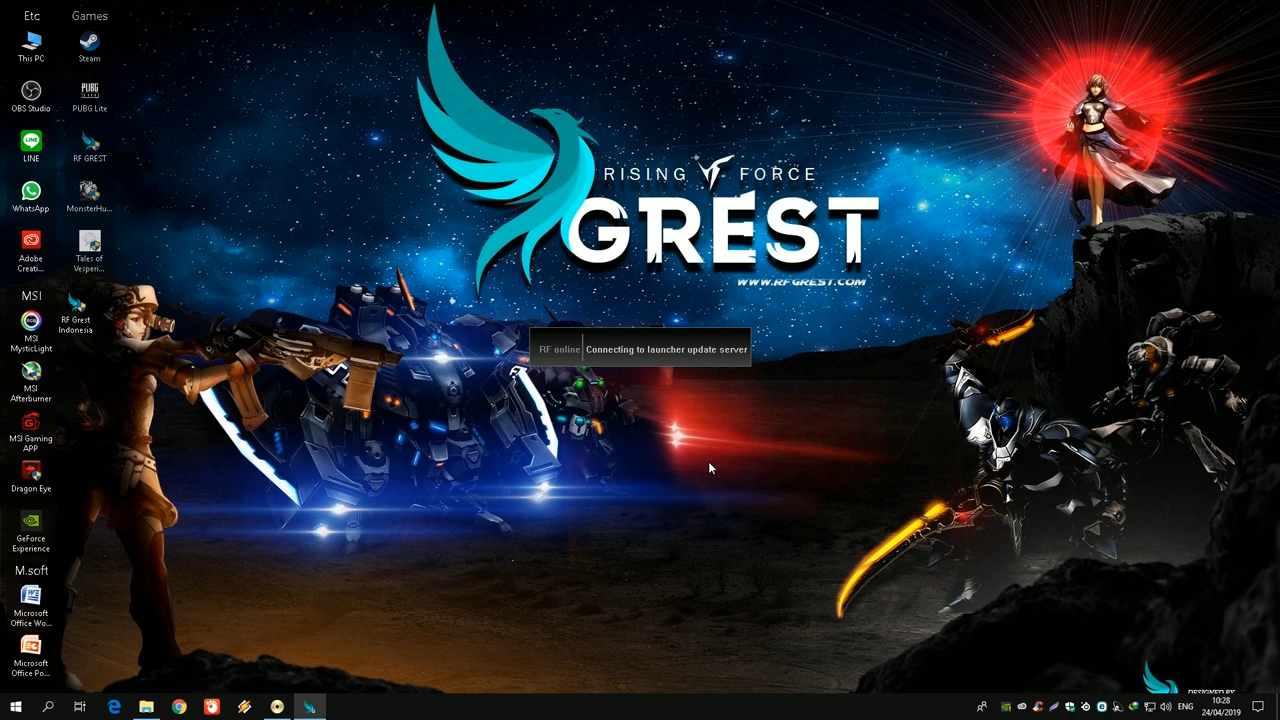 Etc
Games
This PC
Steam
OBS Studio
PUBG
PUBG Lite
LINE
LINE
RF GREST
WhatsApp
MonsterHu...
Adobe
Creati...
Tales of
Vesperi...
MSI
MSI
MysticLight
RF Grest
Indonesia
MSI
Afterburner
MSI Gaming
APP
Dragon Eye
GeForce
Experience
M.soft
Microsoft
Office Wo...
Microsoft
Office Po...
RISING FORCE
GREST
WWW.RFGREST.COM
RF online
Connecting to launcher update server
DESIGNED BY
ENG
10:28
24/04/2019